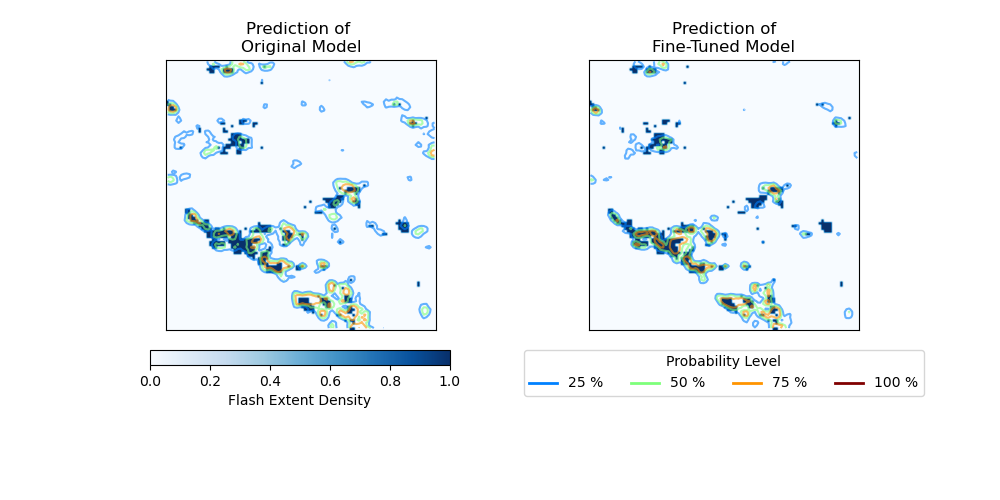 Prediction of
Original Model
Prediction of
Fine-Tuned Model
0.0 0.2 0.4 0.6 0.8 1.0
Flash Extent Density
Probability Level
25 % 50 % 75 % 100 %